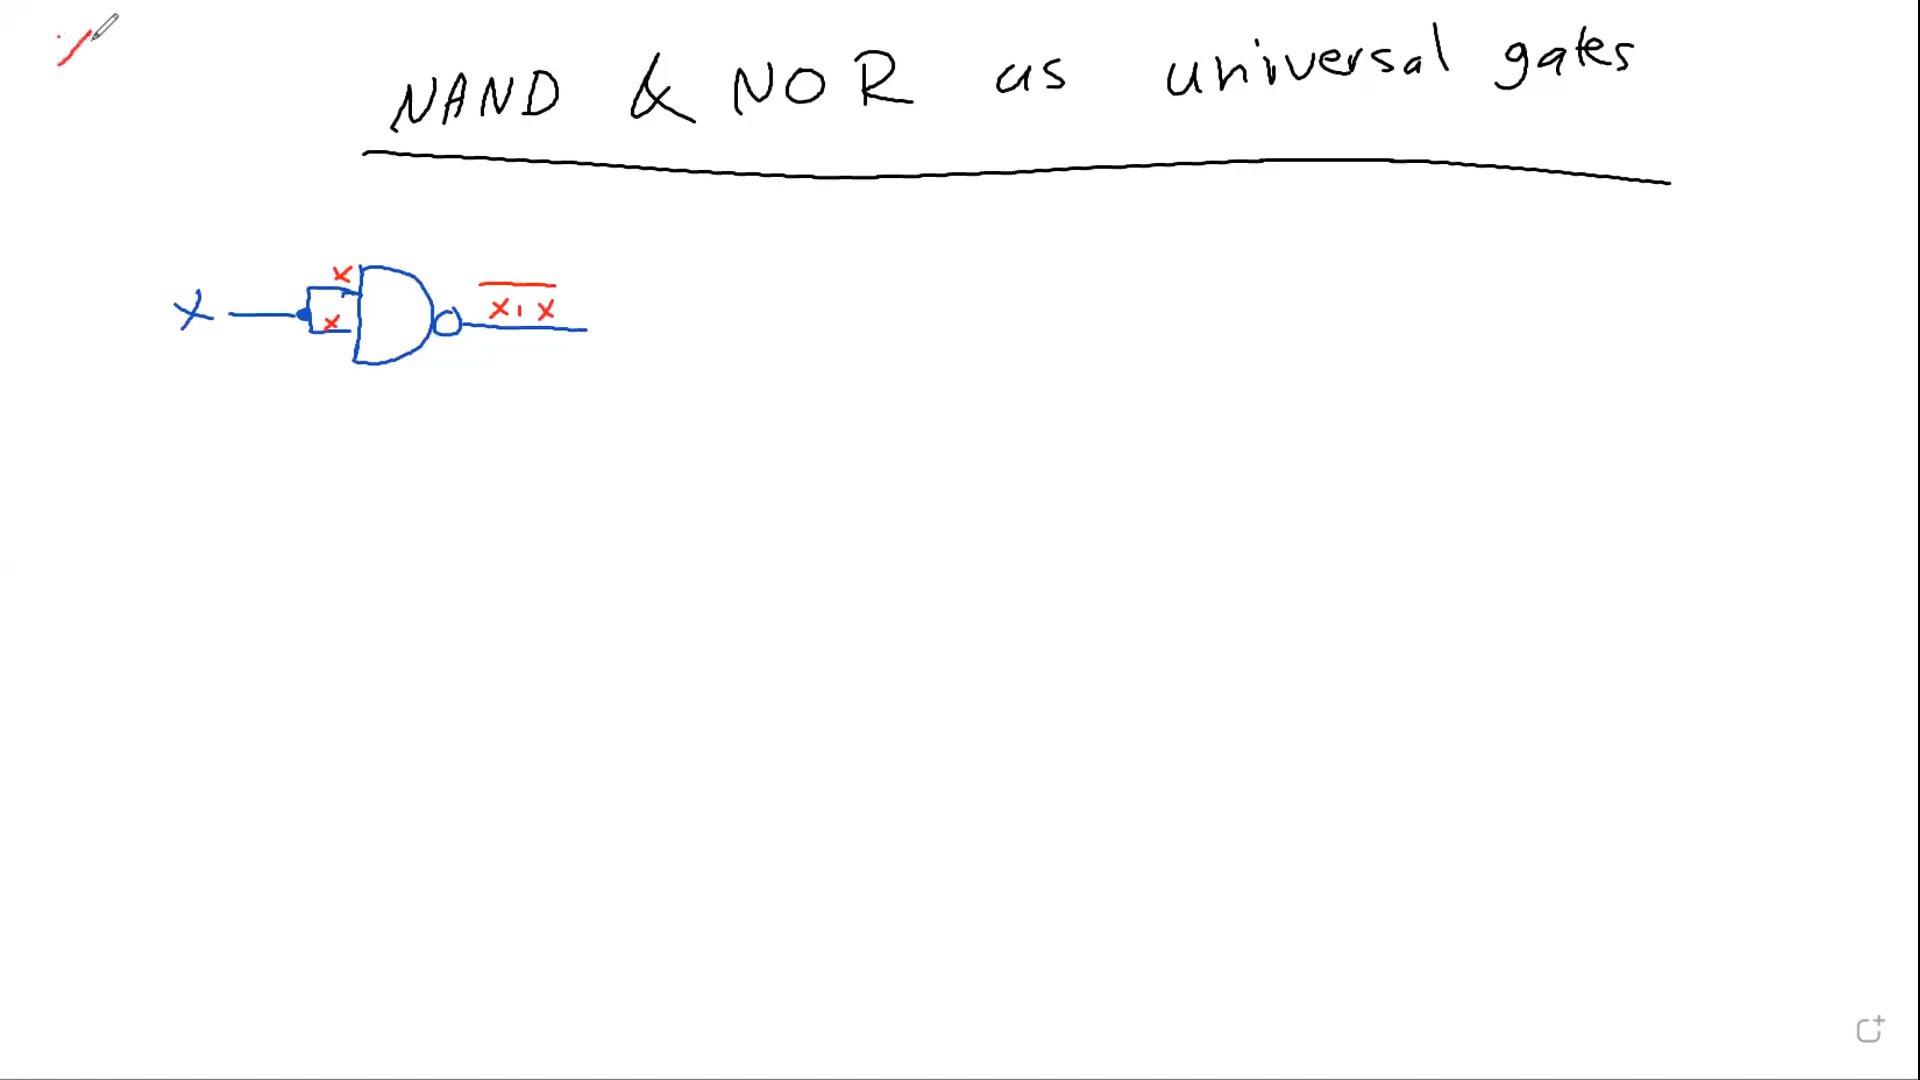 NAND & NOR as universal gates
x
X x x . x